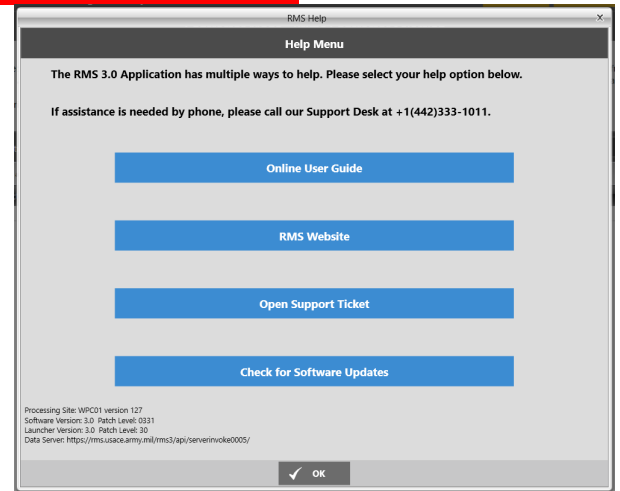 RMS Help
X
Help Menu
The RMS 3.0 Application has multiple ways to help. Please select your help option below.
If assistance is needed by phone, please call our Support Desk at +1(442)333-1011.
Online User Guide
RMS Website
Open Support Ticket
Check for Software Updates
Processing Site: WPC01 version 127
Software Version: 3.0 Patch Level: 0331
Launcher Version: 3.0 Patch Level: 30
Data Server: https://rms.usace.army.mil/rms3/api/serverinvoke0005/
OK